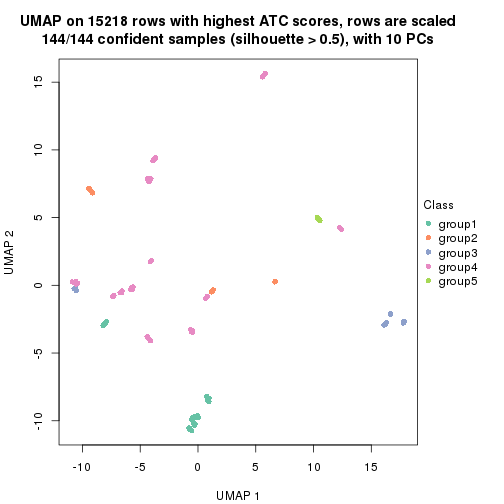 UMAP on 15218 rows with highest ATC scores, rows are scaled
144/144 confident samples (silhouette > 0.5), with 10 PCs
15
10
5
0
-5
-10
UMAP 2
-10 -5 0 5 10 15
UMAP 1
Class
group1
group2
group3
group4
group5